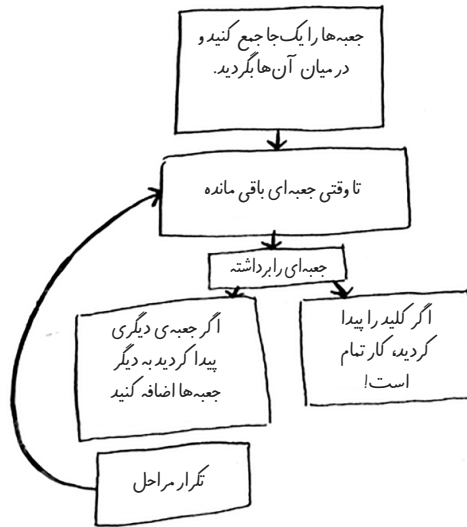 جعبه‌ها را یک‌جا جمع کنید و
در میان آن‌ها بگردید.
تا وقتی جعبه‌ای باقی مانده
جعبه‌ای را برداشته
اگر جعبه‌ی دیگری
پیدا کردید به دیگر
جعبه‌ها اضافه کنید
اگر کلید را پیدا
کردید، کار تمام
است!
تکرار مراحل